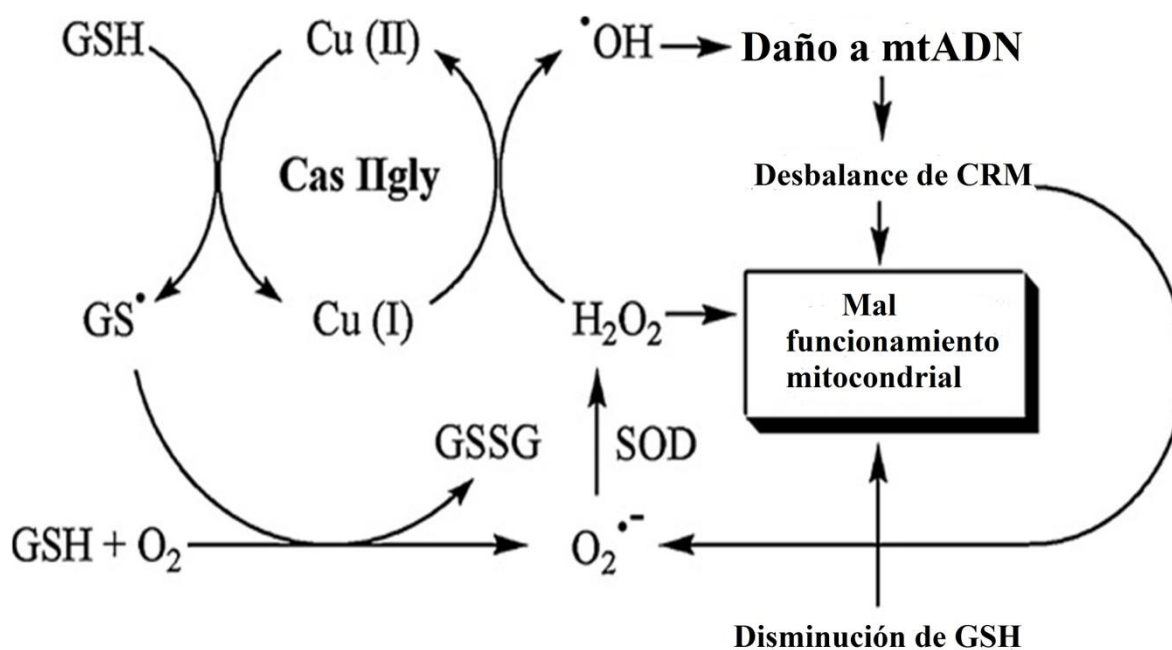 GSH Cu (II) •OH Daño a mtADN
Desbalance de CRM
Cas IIgly
GS• Cu (I) H₂O₂
Mal
funcionamiento
mitocondrial
GSSG SOD
GSH + O₂ O₂•-
Disminución de GSH